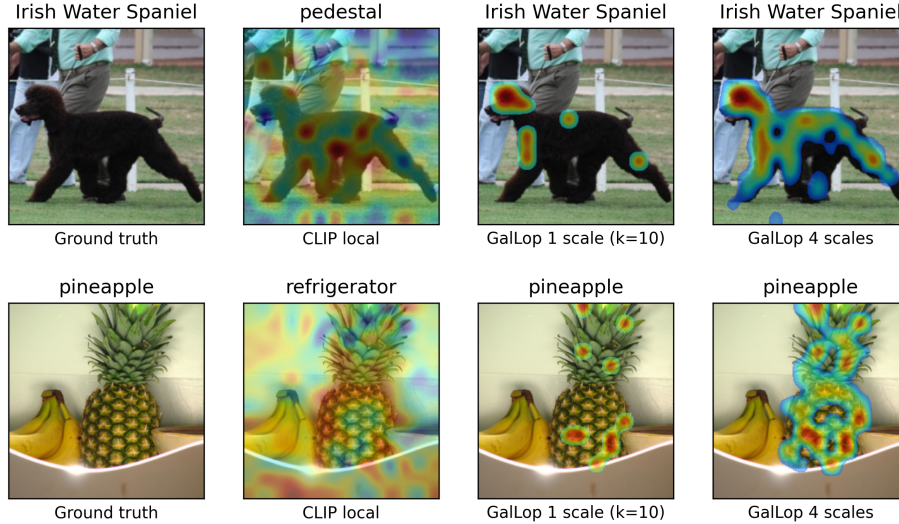 Irish Water Spaniel pedestal Irish Water Spaniel Irish Water Spaniel
Ground truth CLIP local GalLop 1 scale (k=10) GalLop 4 scales
pineapple refrigerator pineapple pineapple
Ground truth CLIP local GalLop 1 scale (k=10) GalLop 4 scales